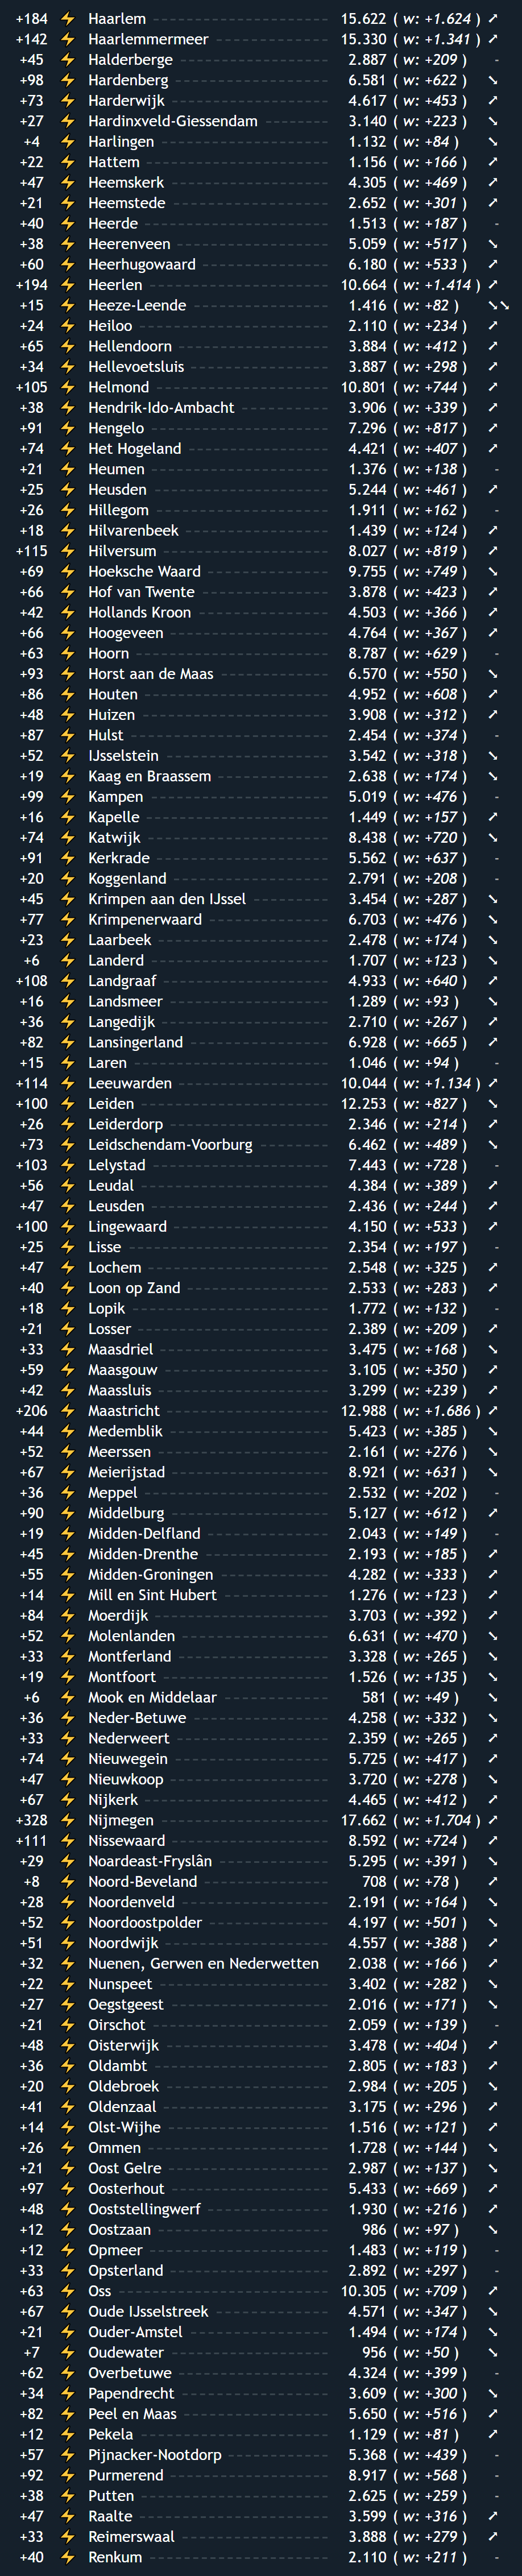 +184 ⚡ Haarlem 15.622 ( w: +1.624 ) ➚
+142 ⚡ Haarlemmermeer 15.330 ( w: +1.341 ) ➚
+45 ⚡ Halderberge 2.887 ( w: +209 ) -
+98 ⚡ Hardenberg 6.581 ( w: +622 ) ➘
+73 ⚡ Harderwijk 4.617 ( w: +453 ) ➚
+27 ⚡ Hardinxveld-Giessendam 3.140 ( w: +223 ) ➘
+4 ⚡ Harlingen 1.132 ( w: +84 ) ➘
+22 ⚡ Hattem 1.156 ( w: +166 ) ➚
+47 ⚡ Heemskerk 4.305 ( w: +469 ) ➚
+21 ⚡ Heemstede 2.652 ( w: +301 ) ➚
+40 ⚡ Heerde 1.513 ( w: +187 ) -
+38 ⚡ Heerenveen 5.059 ( w: +517 ) ➘
+60 ⚡ Heerhugowaard 6.180 ( w: +533 ) ➚
+194 ⚡ Heerlen 10.664 ( w: +1.414 ) ➚
+15 ⚡ Heeze-Leende 1.416 ( w: +82 ) ➘➘
+24 ⚡ Heiloo 2.110 ( w: +234 ) ➚
+65 ⚡ Hellendoorn 3.884 ( w: +412 ) ➚
+34 ⚡ Hellevoetsluis 3.887 ( w: +298 ) ➚
+105 ⚡ Helmond 10.801 ( w: +744 ) ➚
+38 ⚡ Hendrik-Ido-Ambacht 3.906 ( w: +339 ) ➚
+91 ⚡ Hengelo 7.296 ( w: +817 ) ➚
+74 ⚡ Het Hogeland 4.421 ( w: +407 ) ➚
+21 ⚡ Heumen 1.376 ( w: +138 ) -
+25 ⚡ Heusden 5.244 ( w: +461 ) ➚
+26 ⚡ Hillegom 1.911 ( w: +162 ) -
+18 ⚡ Hilvarenbeek 1.439 ( w: +124 ) ➚
+115 ⚡ Hilversum 8.027 ( w: +819 ) ➚
+69 ⚡ Hoeksche Waard 9.755 ( w: +749 ) ➘
+66 ⚡ Hof van Twente 3.878 ( w: +423 ) ➚
+42 ⚡ Hollands Kroon 4.503 ( w: +366 ) ➚
+66 ⚡ Hoogeveen 4.764 ( w: +367 ) ➚
+63 ⚡ Hoorn 8.787 ( w: +629 ) -
+93 ⚡ Horst aan de Maas 6.570 ( w: +550 ) ➘
+86 ⚡ Houten 4.952 ( w: +608 ) ➚
+48 ⚡ Huizen 3.908 ( w: +312 ) ➚
+87 ⚡ Hulst 2.454 ( w: +374 ) -
+52 ⚡ IJsselstein 3.542 ( w: +318 ) ➘
+19 ⚡ Kaag en Braassem 2.638 ( w: +174 ) ➘
+99 ⚡ Kampen 5.019 ( w: +476 ) -
+16 ⚡ Kapelle 1.449 ( w: +157 ) ➚
+74 ⚡ Katwijk 8.438 ( w: +720 ) ➘
+91 ⚡ Kerkrade 5.562 ( w: +637 ) -
+20 ⚡ Koggenland 2.791 ( w: +208 ) -
+45 ⚡ Krimpen aan den IJssel 3.454 ( w: +287 ) ➘
+77 ⚡ Krimpenerwaard 6.703 ( w: +476 ) ➘
+23 ⚡ Laarbeek 2.478 ( w: +174 ) ➘
+6 ⚡ Landerd 1.707 ( w: +123 ) ➘
+108 ⚡ Landgraaf 4.933 ( w: +640 ) ➚
+16 ⚡ Landsmeer 1.289 ( w: +93 ) ➘
+36 ⚡ Langedijk 2.710 ( w: +267 ) ➚
+82 ⚡ Lansingerland 6.928 ( w: +665 ) ➚
+15 ⚡ Laren 1.046 ( w: +94 ) -
+114 ⚡ Leeuwarden 10.044 ( w: +1.134 ) ➚
+100 ⚡ Leiden 12.253 ( w: +827 ) ➘
+26 ⚡ Leiderdorp 2.346 ( w: +214 ) ➚
+73 ⚡ Leidschendam-Voorburg 6.462 ( w: +489 ) ➘
+103 ⚡ Lelystad 7.443 ( w: +728 ) -
+56 ⚡ Leudal 4.384 ( w: +389 ) ➚
+47 ⚡ Leusden 2.436 ( w: +244 ) ➚
+100 ⚡ Lingewaard 4.150 ( w: +533 ) ➚
+25 ⚡ Lisse 2.354 ( w: +197 ) -
+47 ⚡ Lochem 2.548 ( w: +325 ) ➚
+40 ⚡ Loon op Zand 2.533 ( w: +283 ) ➚
+18 ⚡ Lopik 1.772 ( w: +132 ) -
+21 ⚡ Losser 2.389 ( w: +209 ) ➚
+33 ⚡ Maasdriel 3.475 ( w: +168 ) ➘
+59 ⚡ Maasgouw 3.105 ( w: +350 ) ➚
+42 ⚡ Maassluis 3.299 ( w: +239 ) ➚
+206 ⚡ Maastricht 12.988 ( w: +1.686 ) ➚
+44 ⚡ Medemblik 5.423 ( w: +385 ) ➘
+52 ⚡ Meerssen 2.161 ( w: +276 ) ➘
+67 ⚡ Meierijstad 8.921 ( w: +631 ) ➘
+36 ⚡ Meppel 2.532 ( w: +202 ) -
+90 ⚡ Middelburg 5.127 ( w: +612 ) ➚
+19 ⚡ Midden-Delfland 2.043 ( w: +149 ) -
+45 ⚡ Midden-Drenthe 2.193 ( w: +185 ) ➚
+55 ⚡ Midden-Groningen 4.282 ( w: +333 ) ➚
+14 ⚡ Mill en Sint Hubert 1.276 ( w: +123 ) ➚
+84 ⚡ Moerdijk 3.703 ( w: +392 ) ➚
+52 ⚡ Molenlanden 6.631 ( w: +470 ) ➘
+33 ⚡ Montferland 3.328 ( w: +265 ) ➘
+19 ⚡ Montfoort 1.526 ( w: +135 ) ➘
+6 ⚡ Mook en Middelaar 581 ( w: +49 ) ➘
+36 ⚡ Neder-Betuwe 4.258 ( w: +332 ) ➘
+33 ⚡ Nederweert 2.359 ( w: +265 ) ➚
+74 ⚡ Nieuwegein 5.725 ( w: +417 ) ➚
+47 ⚡ Nieuwkoop 3.720 ( w: +278 ) ➘
+67 ⚡ Nijkerk 4.465 ( w: +412 ) ➚
+328 ⚡ Nijmegen 17.662 ( w: +1.704 ) ➚
+111 ⚡ Nissewaard 8.592 ( w: +724 ) ➚
+29 ⚡ Noardeast-Fryslân 5.295 ( w: +391 ) ➘
+8 ⚡ Noord-Beveland 708 ( w: +78 ) ➚
+28 ⚡ Noordenveld 2.191 ( w: +164 ) ➘
+52 ⚡ Noordoostpolder 4.197 ( w: +501 ) ➘
+51 ⚡ Noordwijk 4.557 ( w: +388 ) ➚
+32 ⚡ Nuenen, Gerwen en Nederwetten 2.038 ( w: +166 ) ➚
+22 ⚡ Nunspeet 3.402 ( w: +282 ) ➘
+27 ⚡ Oegstgeest 2.016 ( w: +171 ) ➘
+21 ⚡ Oirschot 2.059 ( w: +139 ) -
+48 ⚡ Oisterwijk 3.478 ( w: +404 ) ➚
+36 ⚡ Oldambt 2.805 ( w: +183 ) ➚
+20 ⚡ Oldebroek 2.984 ( w: +205 ) ➘
+41 ⚡ Oldenzaal 3.175 ( w: +296 ) ➚
+14 ⚡ Olst-Wijhe 1.516 ( w: +121 ) ➚
+26 ⚡ Ommen 1.728 ( w: +144 ) ➘
+21 ⚡ Oost Gelre 2.987 ( w: +137 ) ➘
+97 ⚡ Oosterhout 5.433 ( w: +669 ) ➚
+48 ⚡ Ooststellingwerf 1.930 ( w: +216 ) ➚
+12 ⚡ Oostzaan 986 ( w: +97 ) ➘
+12 ⚡ Opmeer 1.483 ( w: +119 ) -
+33 ⚡ Opsterland 2.892 ( w: +297 ) -
+63 ⚡ Oss 10.305 ( w: +709 ) ➚
+67 ⚡ Oude IJsselstreek 4.571 ( w: +347 ) ➘
+21 ⚡ Ouder-Amstel 1.494 ( w: +174 ) ➘
+7 ⚡ Oudewater 956 ( w: +50 ) ➘
+62 ⚡ Overbetuwe 4.324 ( w: +399 ) -
+34 ⚡ Papendrecht 3.609 ( w: +300 ) ➘
+82 ⚡ Peel en Maas 5.650 ( w: +516 ) ➚
+12 ⚡ Pekela 1.129 ( w: +81 ) ➚
+57 ⚡ Pijnacker-Nootdorp 5.368 ( w: +439 ) -
+92 ⚡ Purmerend 8.917 ( w: +568 ) -
+38 ⚡ Putten 2.625 ( w: +259 ) -
+47 ⚡ Raalte 3.599 ( w: +316 ) ➚
+33 ⚡ Reimerswaal 3.888 ( w: +279 ) ➚
+40 ⚡ Renkum 2.110 ( w: +211 ) -